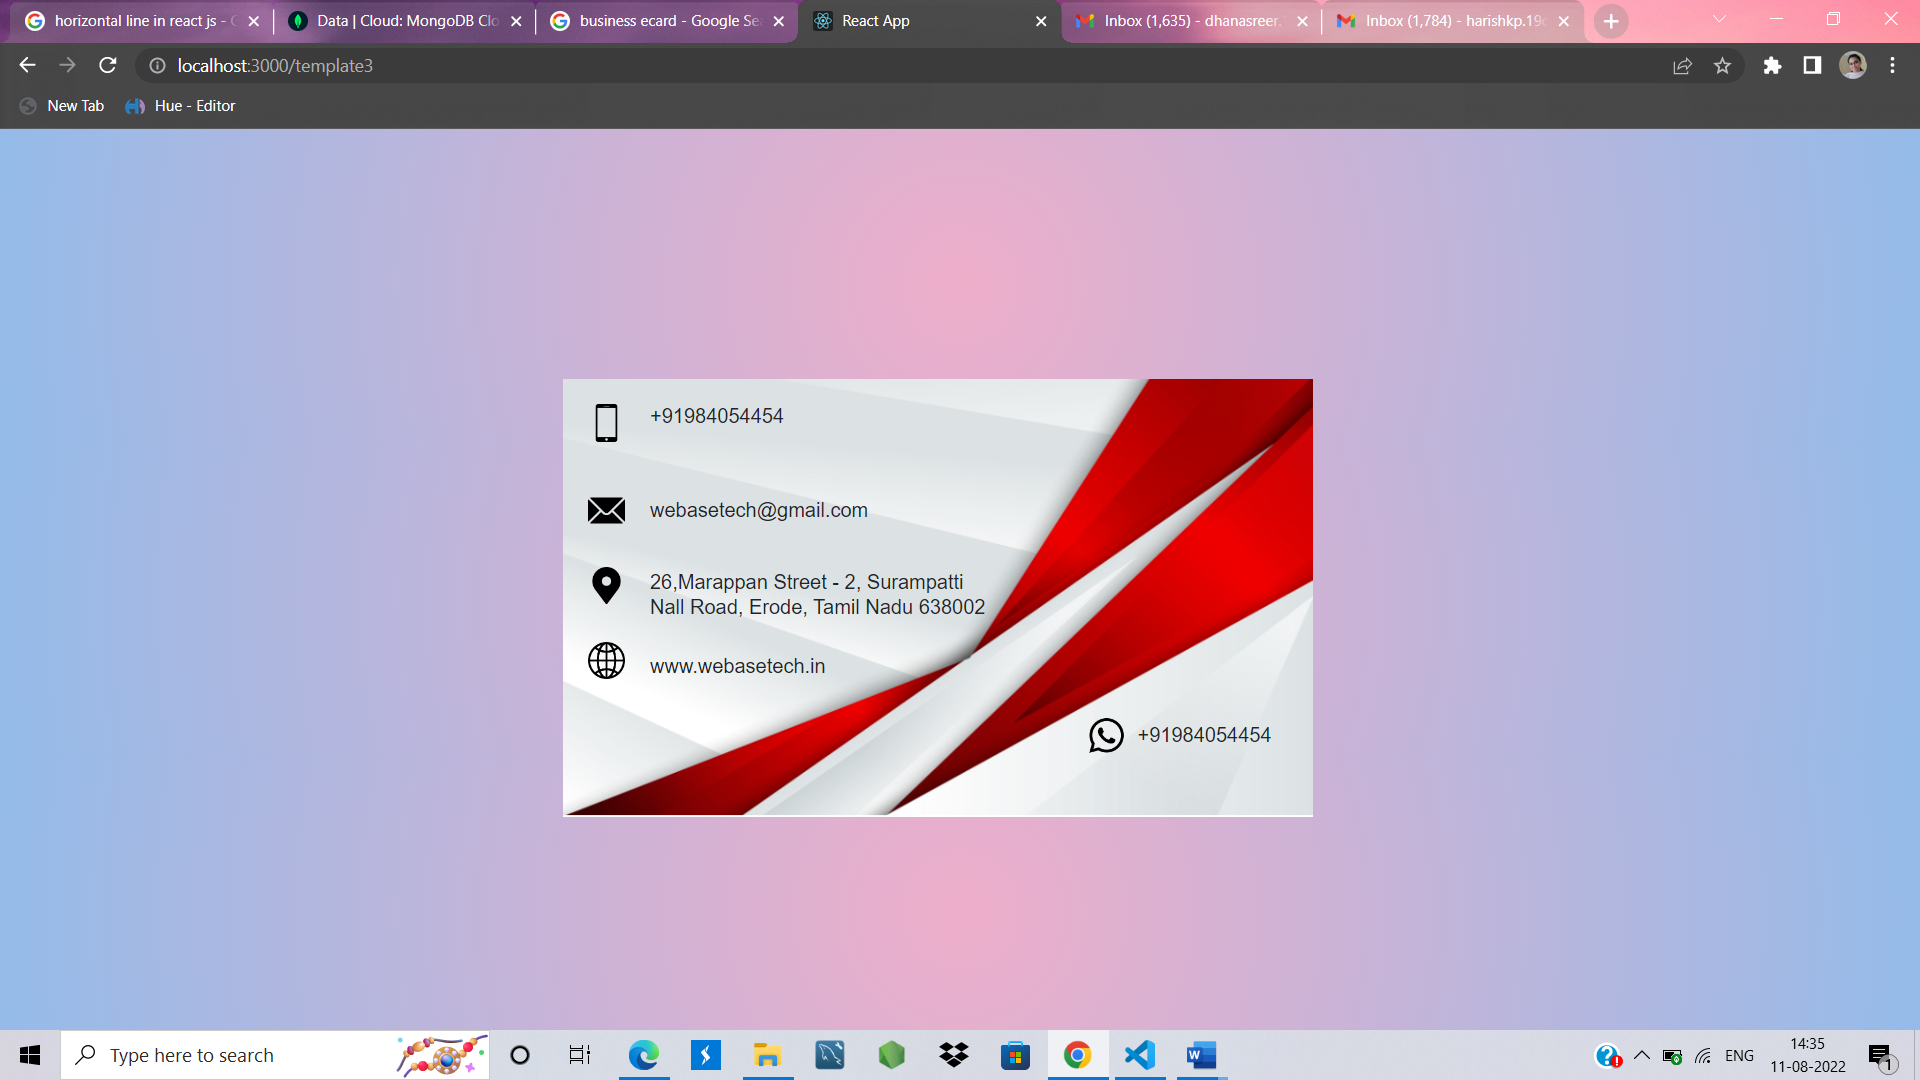 horizontal line in react js - G
Data | Cloud: MongoDB Clo
business ecard - Google Se
React App
Inbox (1,635) - dhanasreer.
Inbox (1,784) - harishkp.19
localhost:3000/template3
New Tab
Hue - Editor
+91984054454
webasetech@gmail.com
26,Marappan Street - 2, Surampatti
Nall Road, Erode, Tamil Nadu 638002
www.webasetech.in
+91984054454
Type here to search
ENG
14:35
11-08-2022
1